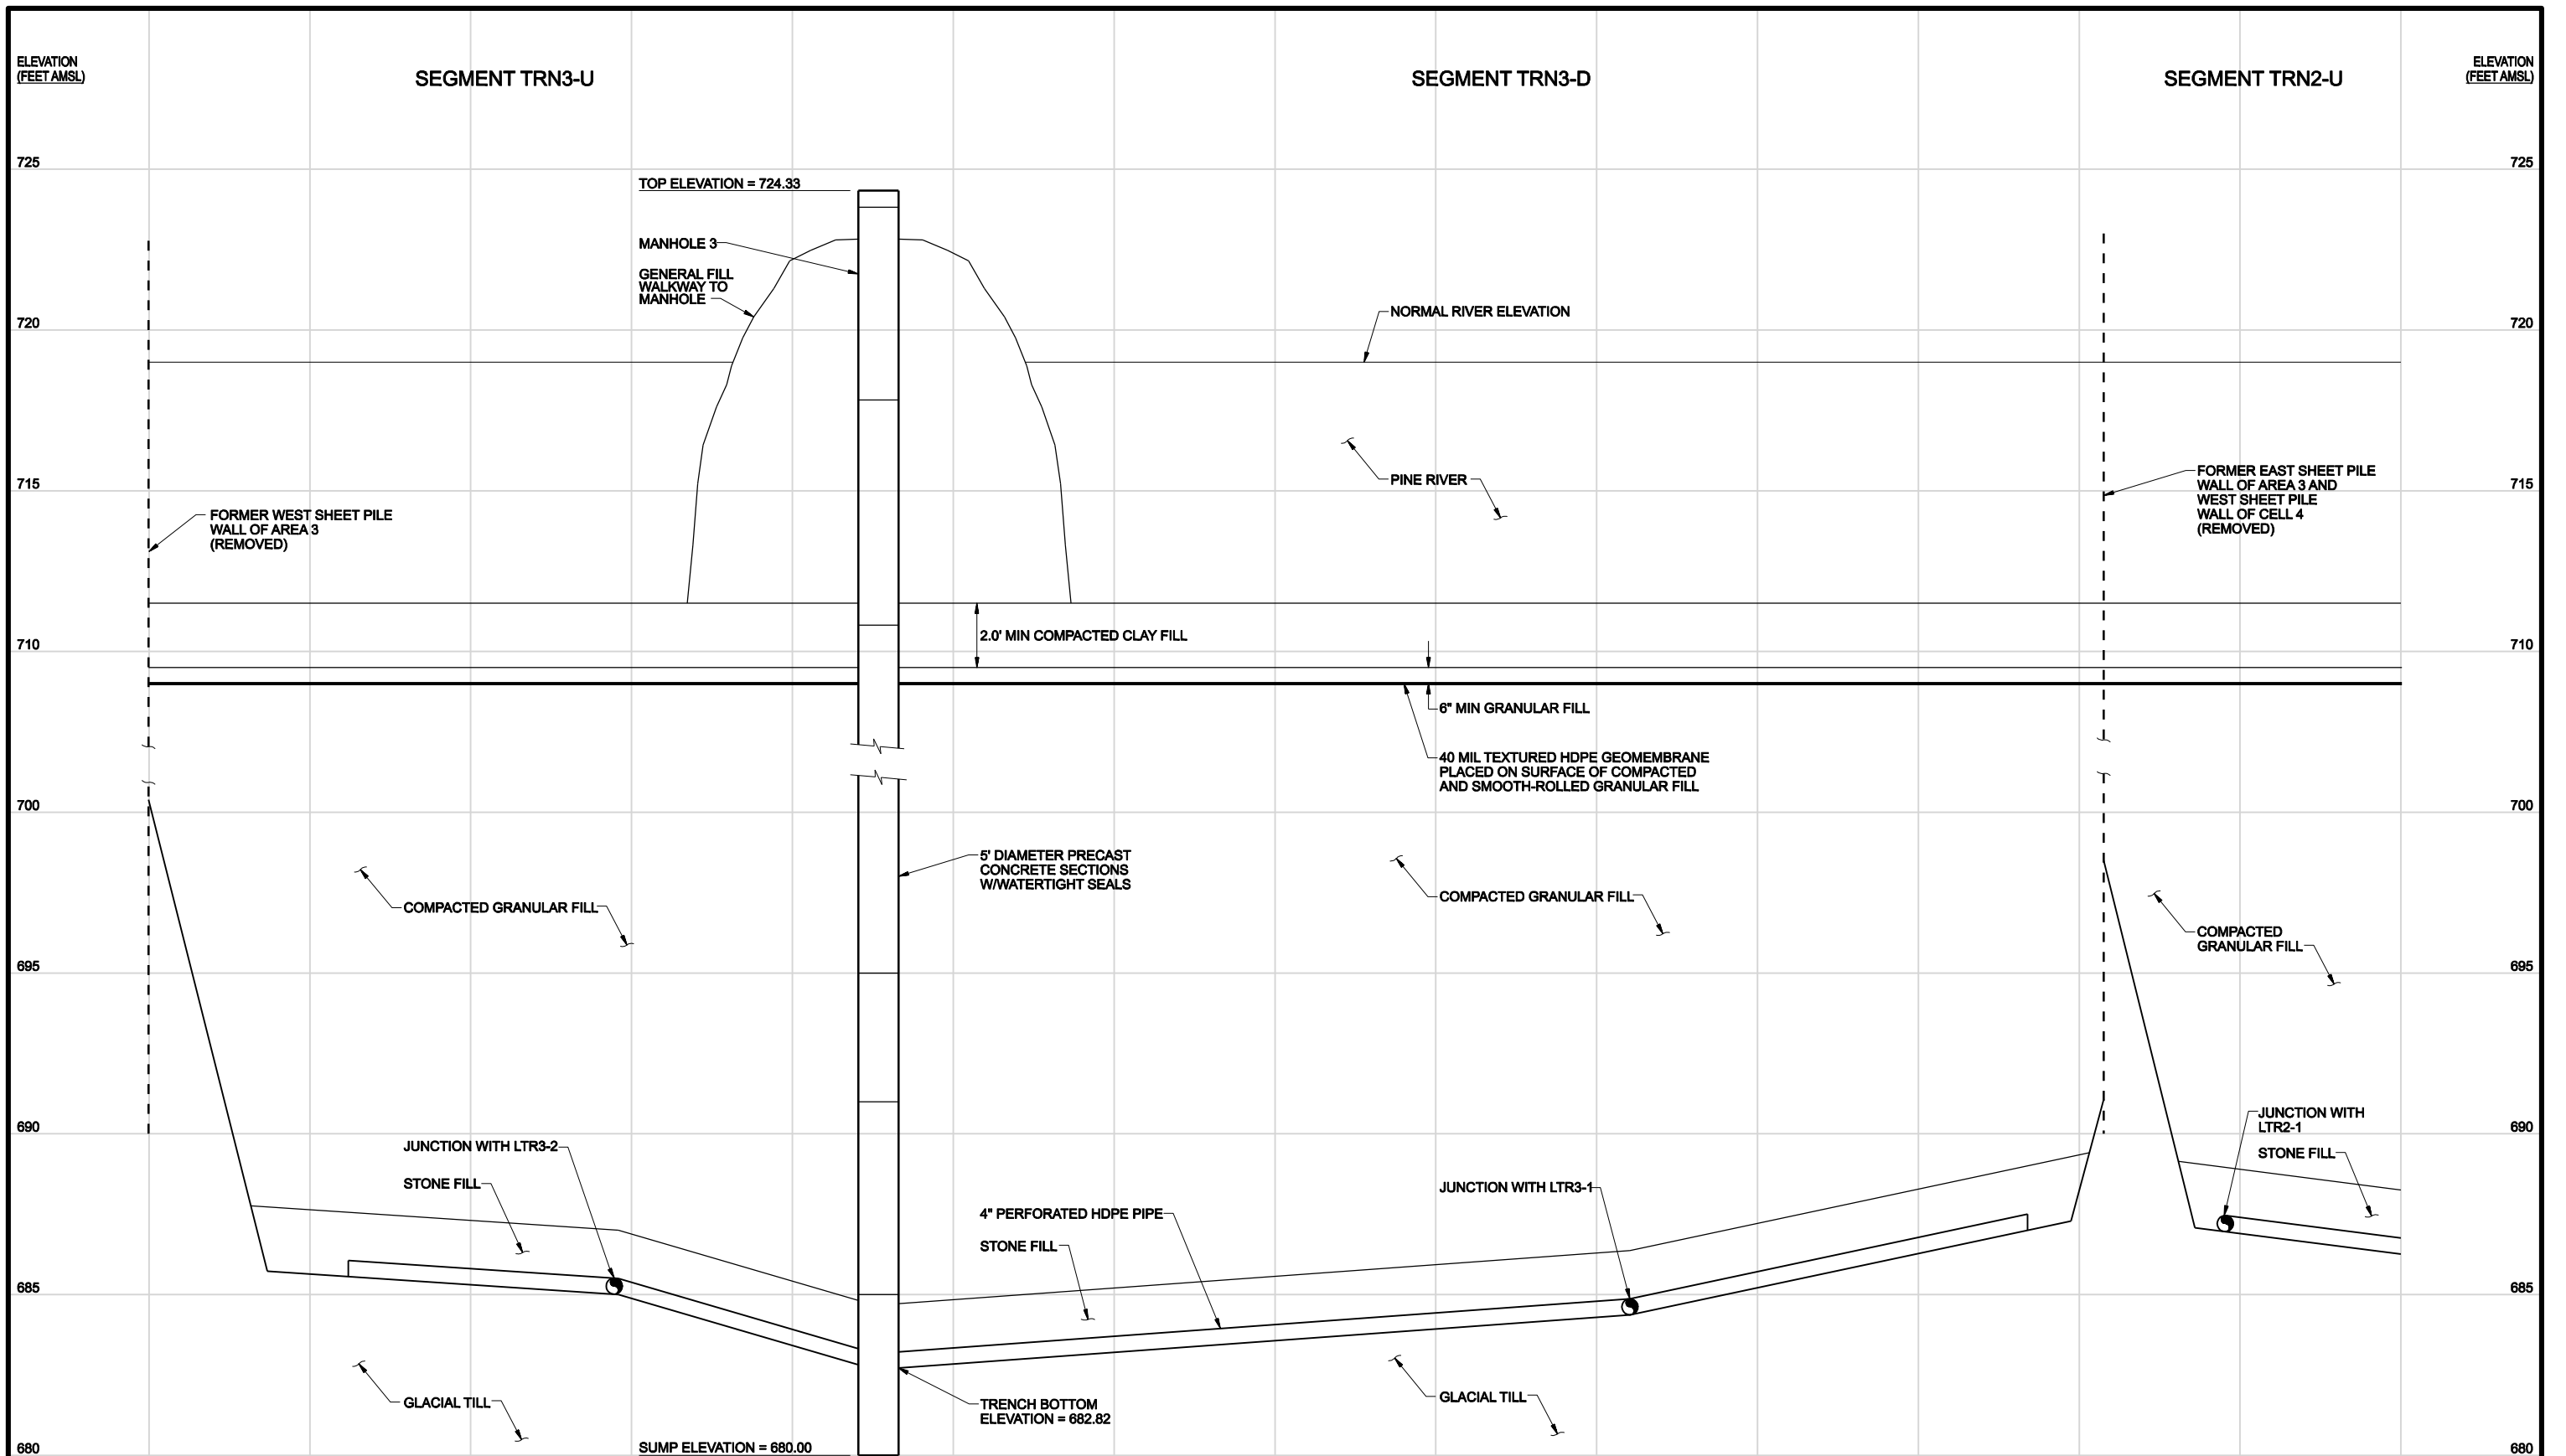 ELEVATION
(FEET AMSL)
SEGMENT TRN3-U
SEGMENT TRN3-D
SEGMENT TRN2-U
ELEVATION
(FEET AMSL)
725
725
TOP ELEVATION = 724.33
MANHOLE 3
GENERAL FILL
WALKWAY TO
MANHOLE
NORMAL RIVER ELEVATION
720
720
PINE RIVER
FORMER EAST SHEET PILE
WALL OF AREA 3 AND
WEST SHEET PILE
WALL OF CELL 4
(REMOVED)
715
715
FORMER WEST SHEET PILE
WALL OF AREA 3
(REMOVED)
2.0' MIN COMPACTED CLAY FILL
710
710
6" MIN GRANULAR FILL
40 MIL TEXTURED HDPE GEOMEMBRANE
PLACED ON SURFACE OF COMPACTED
AND SMOOTH-ROLLED GRANULAR FILL
700
700
5' DIAMETER PRECAST
CONCRETE SECTIONS
W/WATERTIGHT SEALS
COMPACTED GRANULAR FILL
COMPACTED GRANULAR FILL
COMPACTED
GRANULAR FILL
695
695
JUNCTION WITH
LTR2-1
690
690
JUNCTION WITH LTR3-2
STONE FILL
STONE FILL
JUNCTION WITH LTR3-1
4" PERFORATED HDPE PIPE
STONE FILL
685
685
GLACIAL TILL
TRENCH BOTTOM
ELEVATION = 682.82
GLACIAL TILL
680
SUMP ELEVATION = 680.00
680